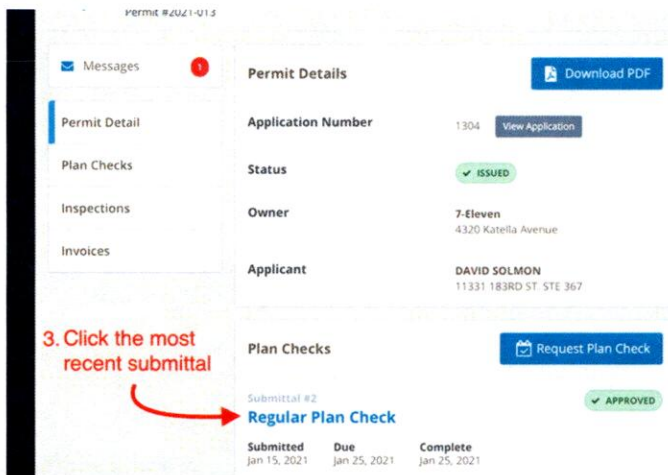 Permit #2021-013
Messages 1
Permit Detail
Plan Checks
Inspections
Invoices
Permit Details
Download PDF
Application Number 1304 View Application
Status ✓ ISSUED
Owner 7-Eleven
4320 Katella Avenue
Applicant DAVID SOLMON
11331 183RD ST. STE 367
3. Click the most
recent submittal
Plan Checks
Request Plan Check
Submittal #2
✓ APPROVED
Regular Plan Check
Submitted Due Complete
Jan 15, 2021 Jan 25, 2021 Jan 25, 2021